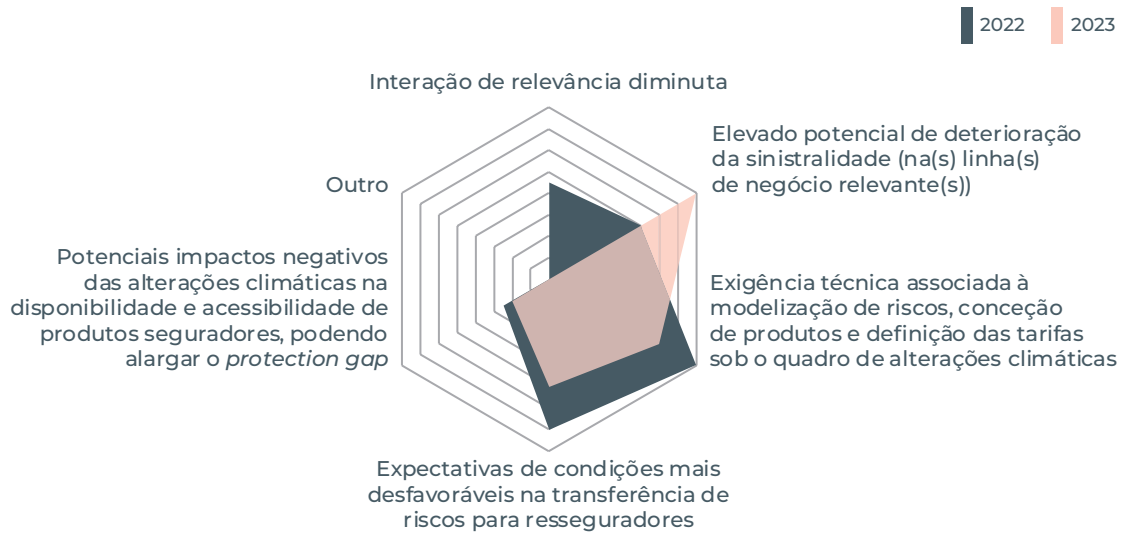 2022
2023
Interação de relevância diminuta
Elevado potencial de deterioração
da sinistralidade (na(s) linha(s)
de negócio relevante(s))
Outro
Potenciais impactos negativos
das alterações climáticas na
disponibilidade e acessibilidade de
produtos seguradores, podendo
alargar o protection gap
Exigência técnica associada à
modelização de riscos, conceção
de produtos e definição das tarifas
sob o quadro de alterações climáticas
Expectativas de condições mais
desfavoráveis na transferência de
riscos para resseguradores